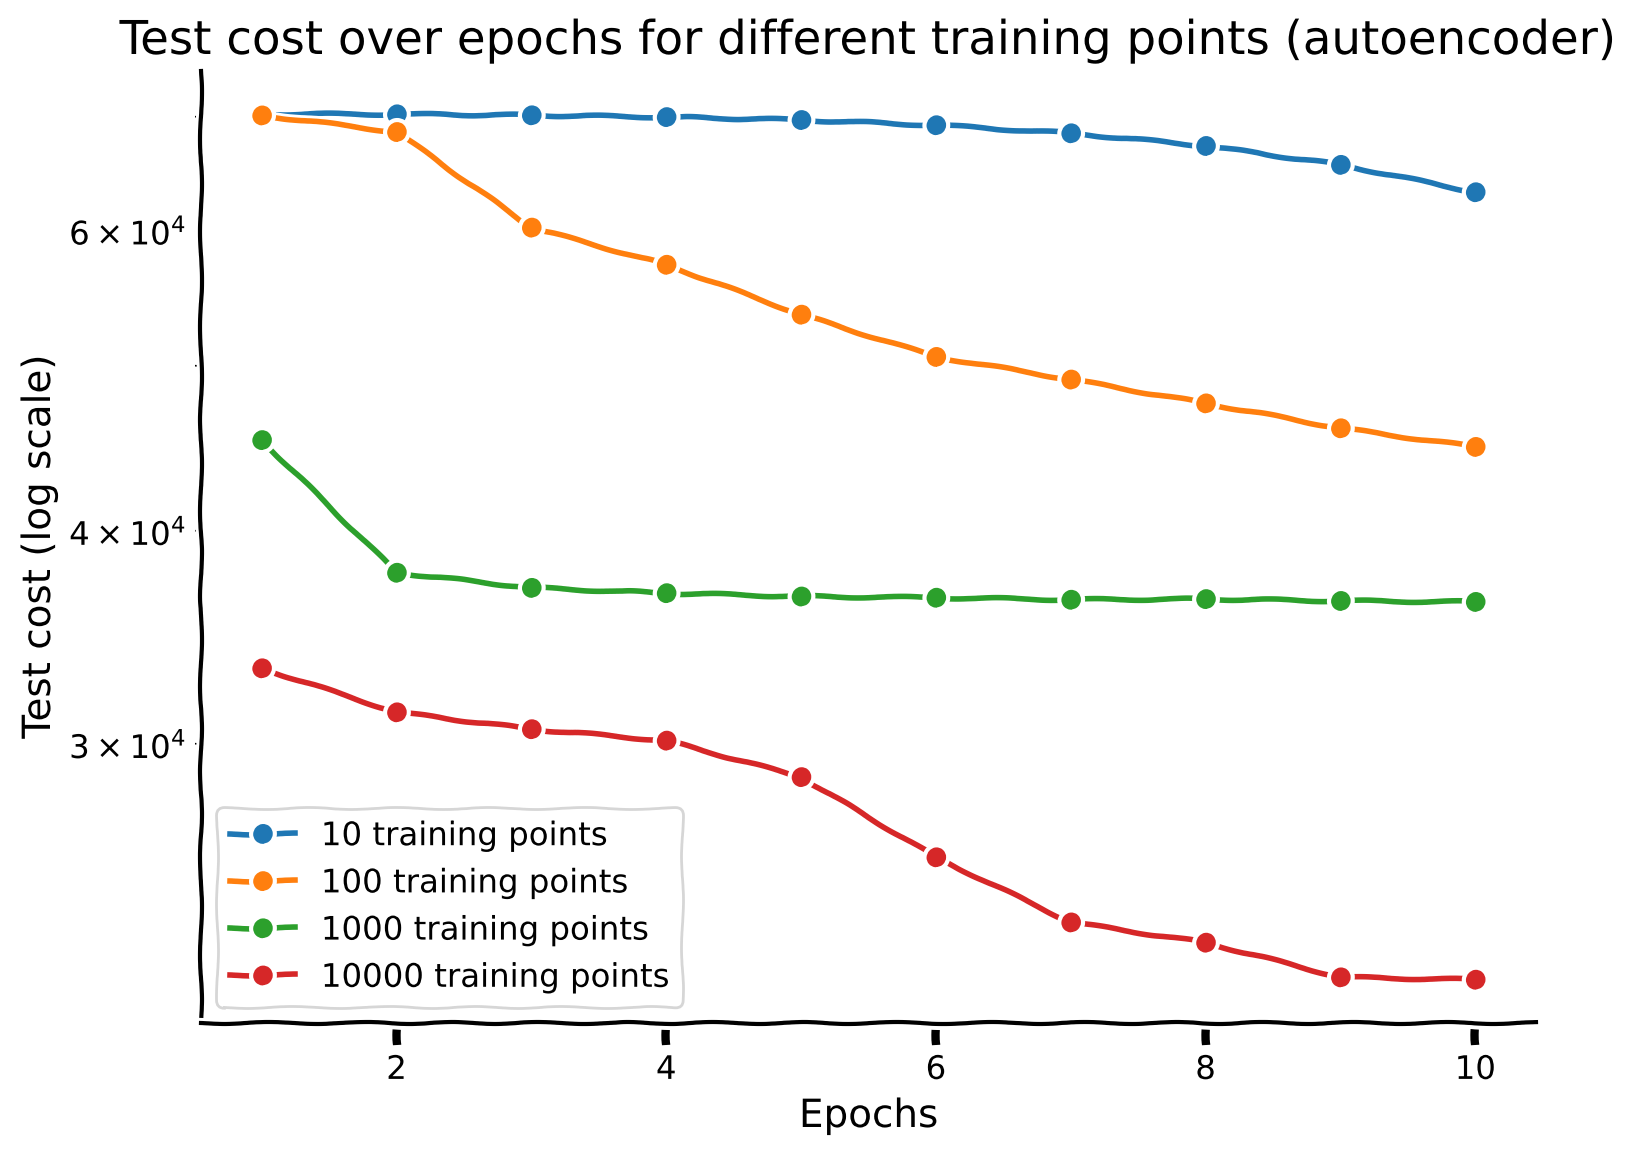 Test cost over epochs for different training points (autoencoder)
6 × 10⁴
4 × 10⁴
3 × 10⁴
Test cost (log scale)
10 training points
100 training points
1000 training points
10000 training points
2 4 6 8 10
Epochs